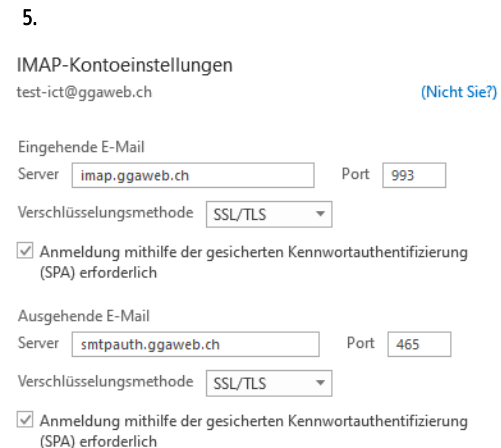 5.
IMAP-Kontoeinstellungen
test-ict@ggaweb.ch (Nicht Sie?)
Eingehende E-Mail
Server imap.ggaweb.ch Port 993
Verschlüsselungsmethode SSL/TLS
Anmeldung mithilfe der gesicherten Kennwortauthentifizierung
(SPA) erforderlich
Ausgehende E-Mail
Server smtpauth.ggaweb.ch Port 465
Verschlüsselungsmethode SSL/TLS
Anmeldung mithilfe der gesicherten Kennwortauthentifizierung
(SPA) erforderlich